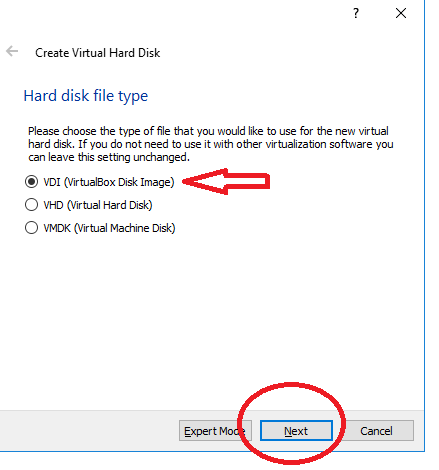 ?
Create Virtual Hard Disk
Hard disk file type
Please choose the type of file that you would like to use for the new virtual
hard disk. If you do not need to use it with other virtualization software you
can leave this setting unchanged.
VDI (VirtualBox Disk Image)
VHD (Virtual Hard Disk)
VMDK (Virtual Machine Disk)
Expert Mode Next Cancel